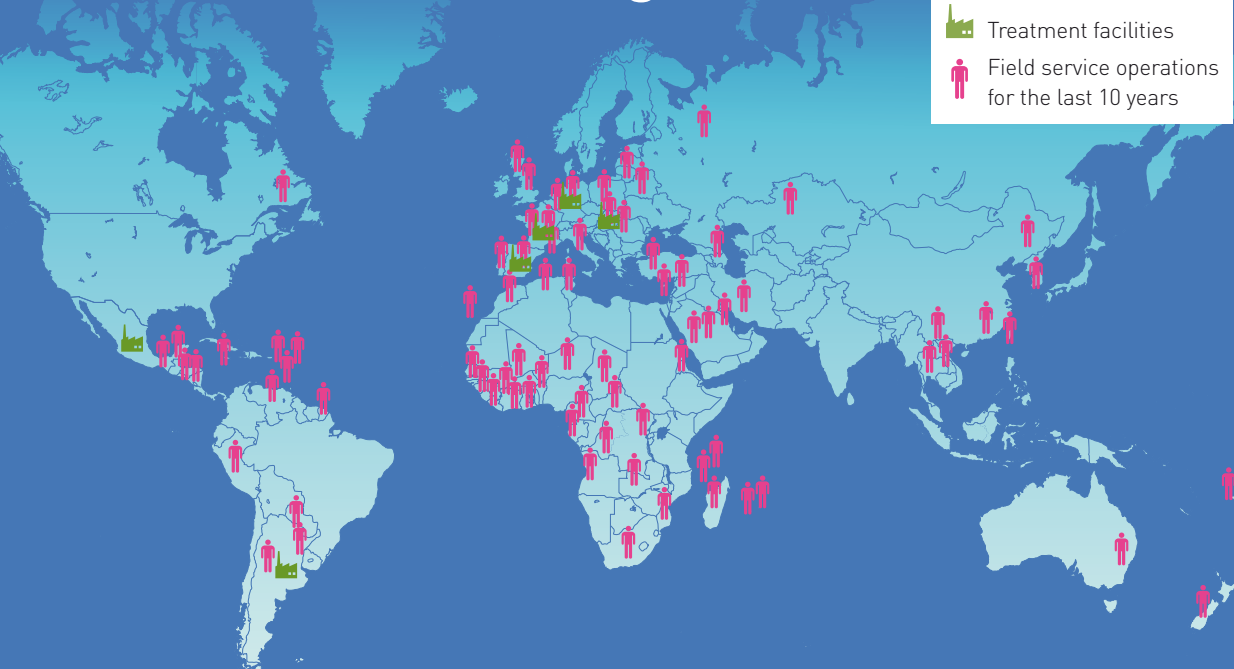 Treatment facilities
Field service operations
for the last 10 years